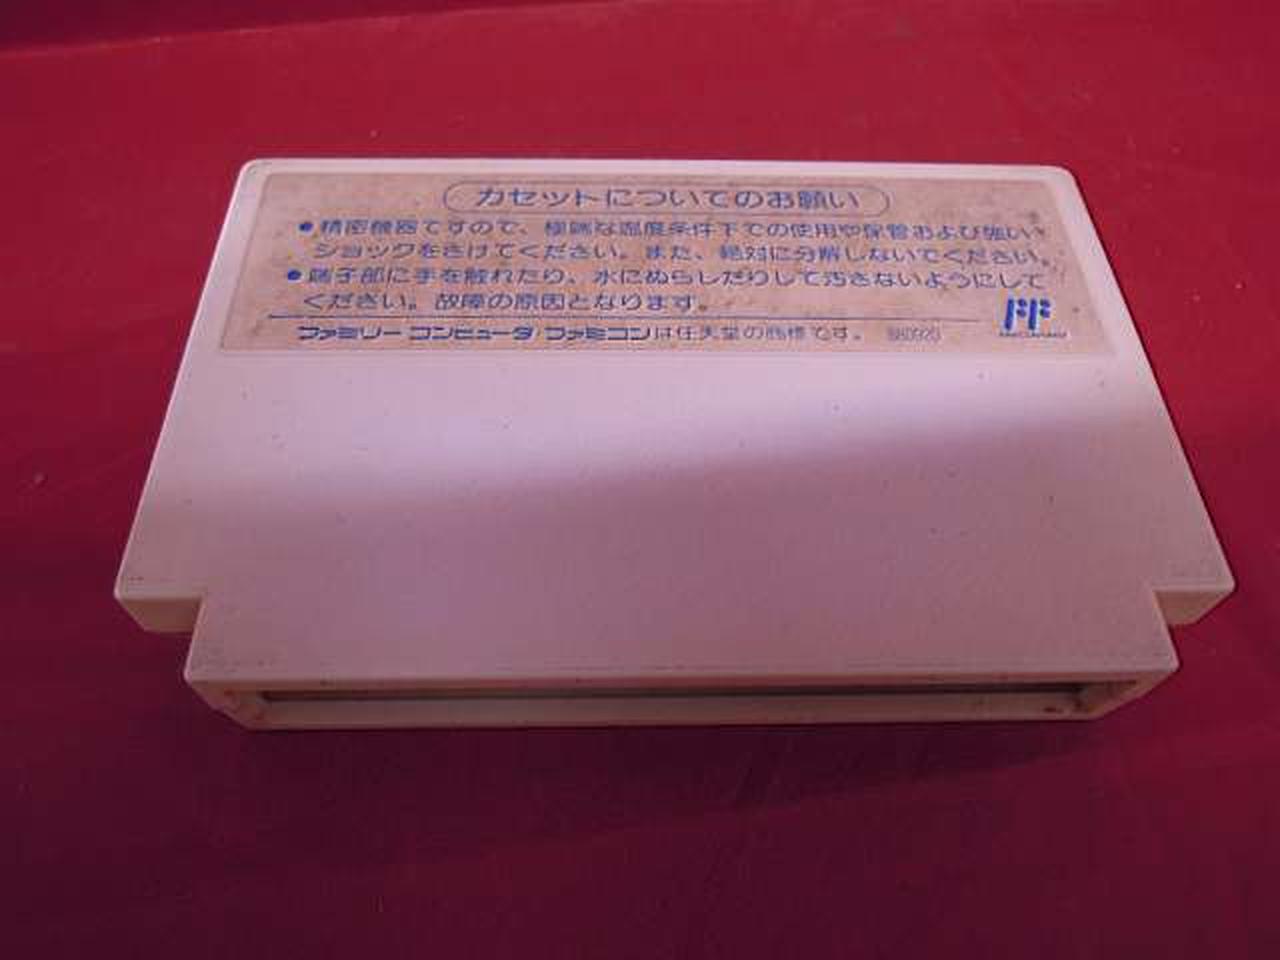 カセットについてのお願い
●精密機器ですので、極端な温度条件下での使用や保管および強い
ショックをさけてください。また、絶対に分解しないでください。
●端子部に手を触れたり、水にぬらしたりして汚さないようにして
ください。故障の原因となります。
ファミリーコンピュータ ファミコンは任天堂の商標です。